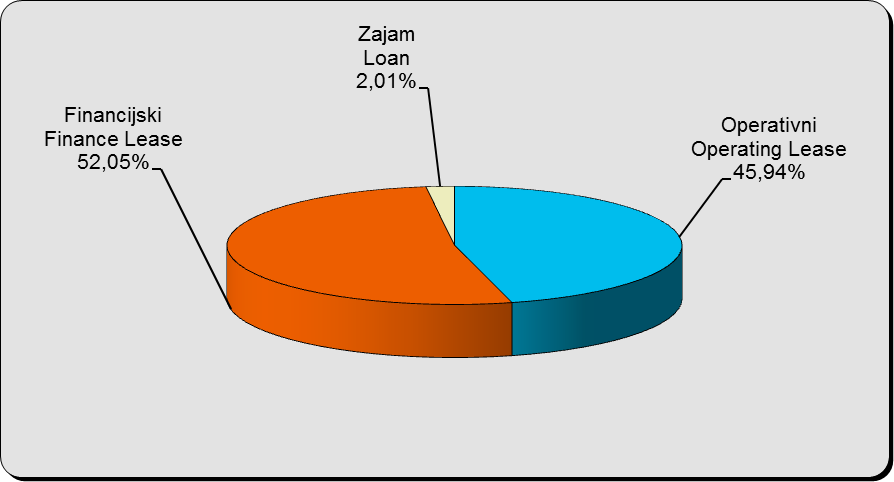 Zajam
Loan
2,01%
Financijski
Finance Lease
52,05%
Operativni
Operating Lease
45,94%